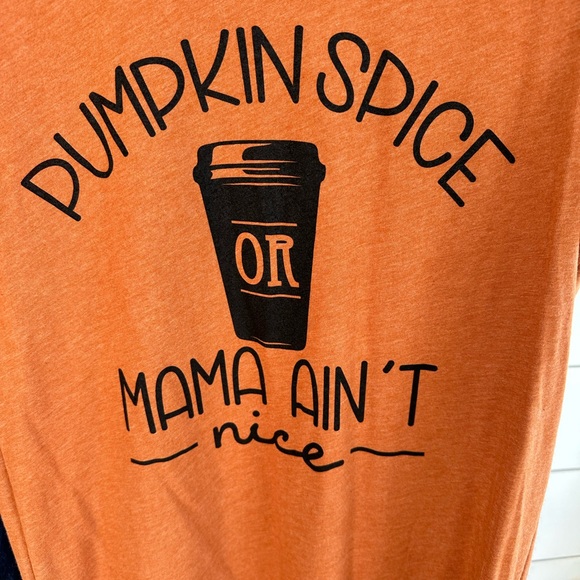 PUMPKIN SPICE
OR
MAMA AIN'T
nice